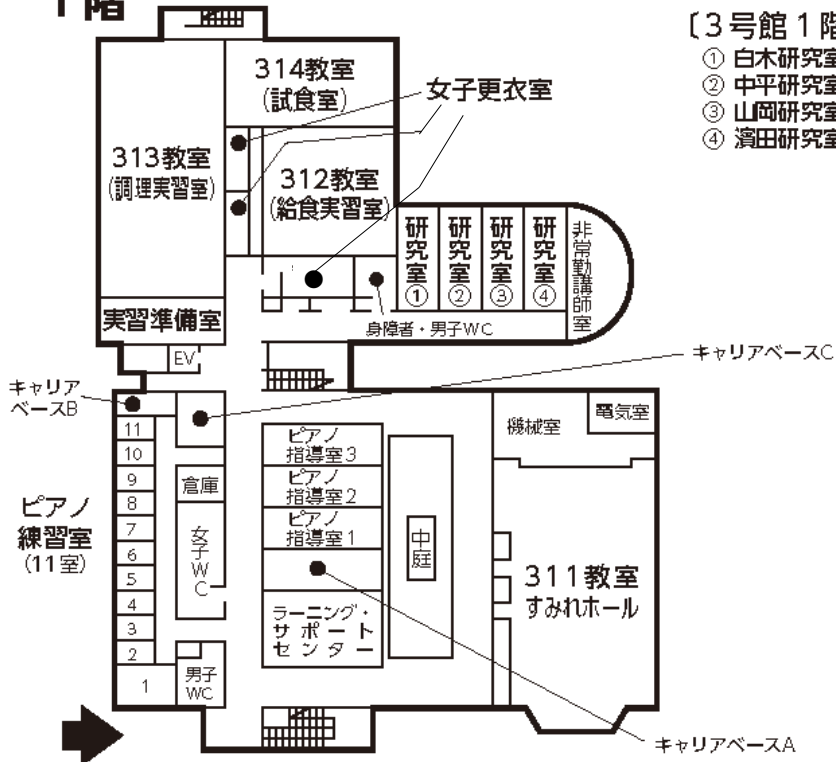 1階
〔3号館1階
① 白木研究室
② 中平研究室
③ 山岡研究室
④ 濱田研究室
314教室
(試食室)
女子更衣室
313教室
(調理実習室)
312教室
(給食実習室)
研究室①
研究室②
研究室③
研究室④
非常勤講師室
実習準備室
身障者・男子WC
EV
キャリアベースC
キャリア
ベースB
電気室
機械室
11
10
9
8
7
6
5
4
3
2
1
ピアノ
練習室
(11室)
倉庫
女子WC
男子
WC
ピアノ
指導室3
ピアノ
指導室2
ピアノ
指導室1
中庭
ラーニング・
サポート
センター
311教室
すみれホール
キャリアベースA